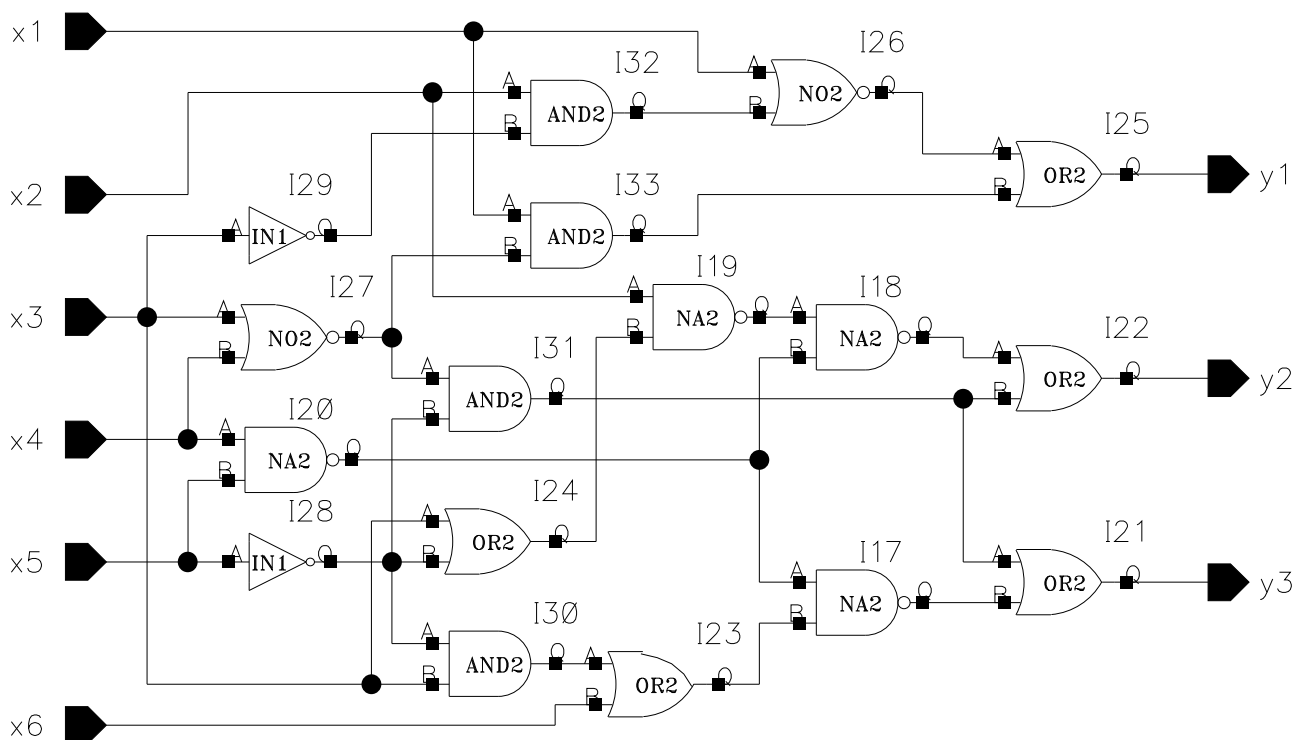 x1
I26
I32
A
A
Q
NO2
B
Q
B
AND2
I25
A
Q
x2
I29
I33
B
OR2
y1
A
Q
A
Q
IN1
B
AND2
I19
I27
A
Q
A
I18
x3
A
Q
B
NA2
Q
NO2
I31
B
NA2
A
I22
B
A
Q
Q
I20
B
AND2
B
OR2
y2
x4
A
Q
B
NA2
I24
I28
A
Q
I21
x5
A
Q
B
OR2
I17
A
Q
IN1
A
Q
B
OR2
y3
I30
B
NA2
A
Q
A
I23
B
AND2
Q
x6
B
OR2